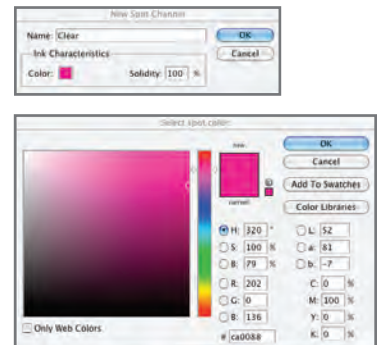 New Spot Channel
Name: Clear
OK
Ink Characteristics
Cancel
Color:
Solidity: 100 %
Select spot color:
new
OK
Cancel
Add To Swatches
current
Color Libraries
H: 320 °
L: 52
S: 100 %
a: 81
B: 79 %
b: -7
R: 202
C: 0 %
G: 0
M: 100 %
B: 136
Y: 0 %
Only Web Colors
# ca0088
K: 0 %